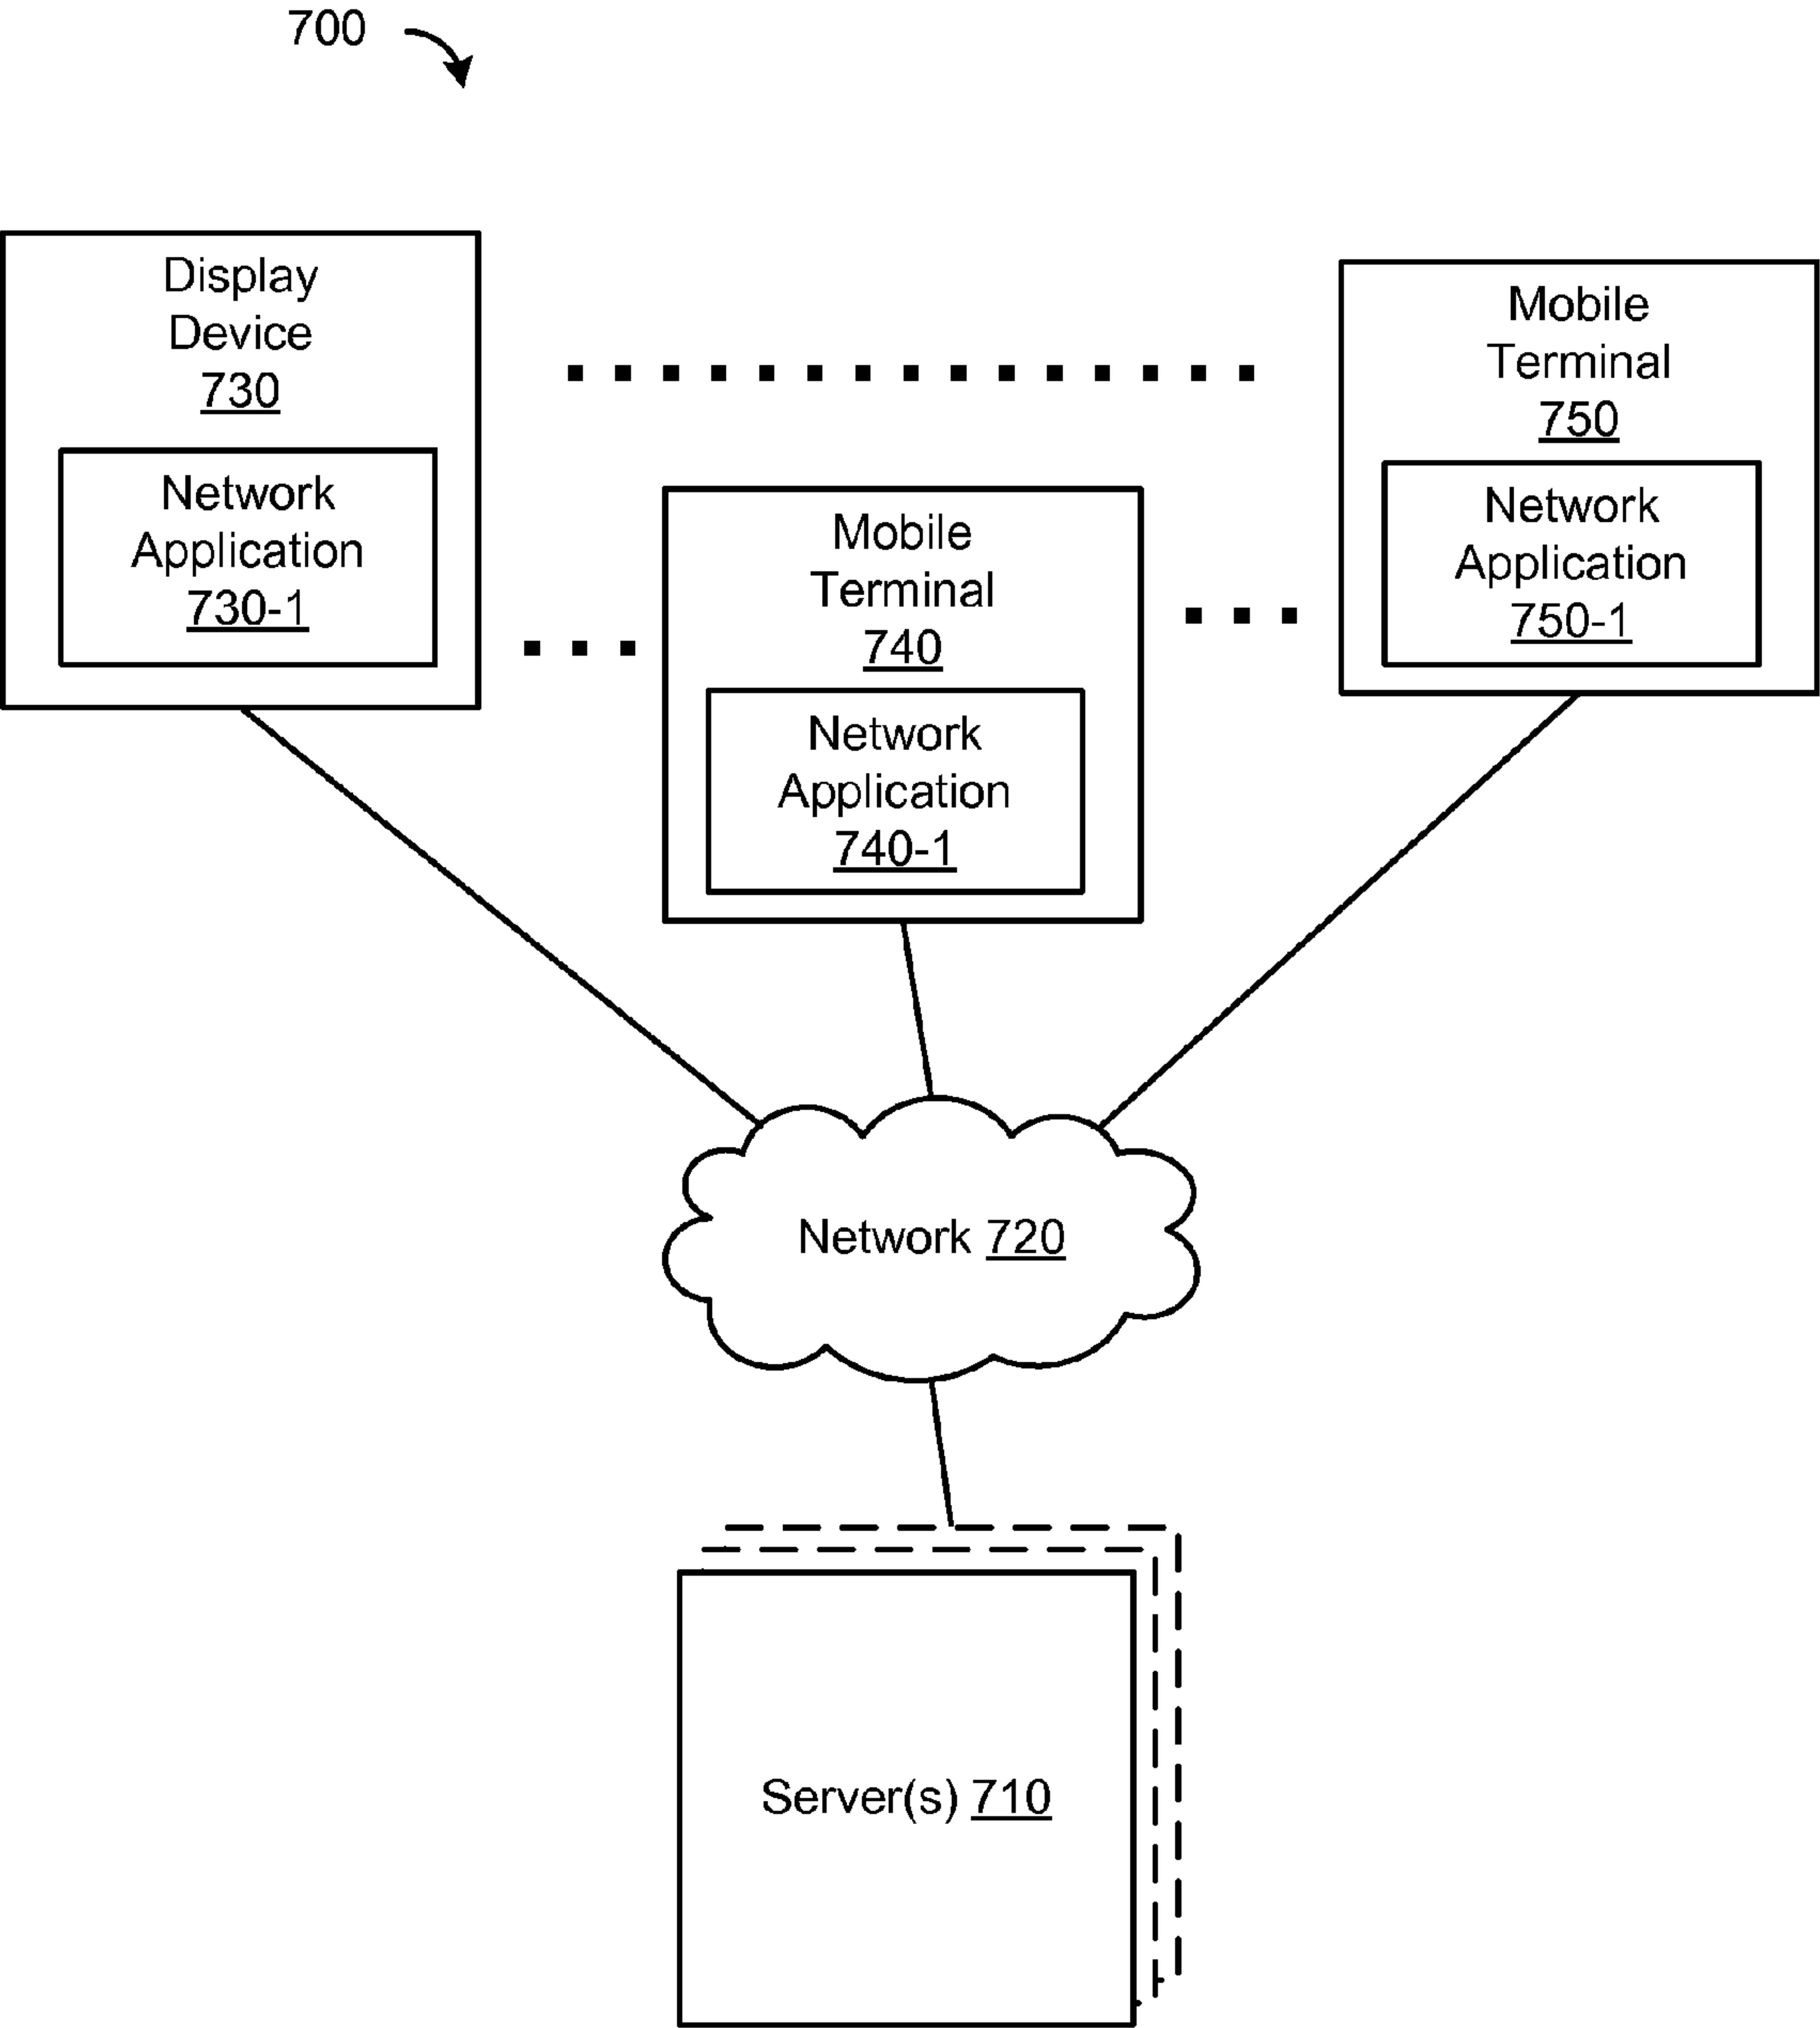 700
Display
Device
730
Network
Application
730-1
Mobile
Terminal
740
Network
Application
740-1
Mobile
Terminal
750
Network
Application
750-1
Network 720
Server(s) 710